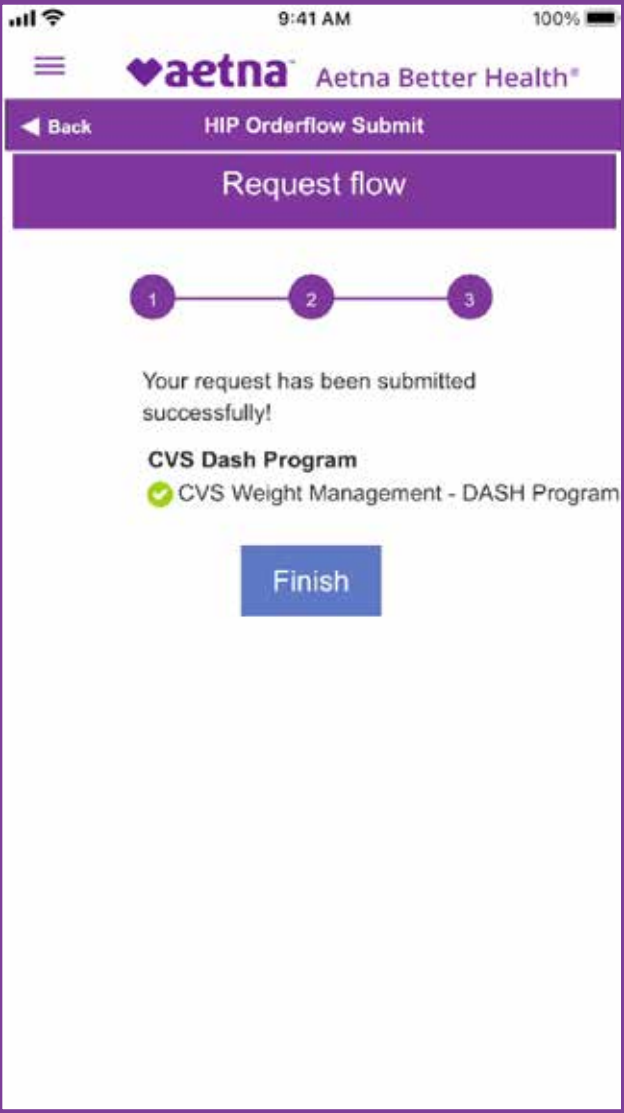 9:41 AM
100%
aetna™ Aetna Better Health®
Back
HIP Orderflow Submit
Request flow
1
2
3
Your request has been submitted
successfully!
CVS Dash Program
CVS Weight Management - DASH Program
Finish